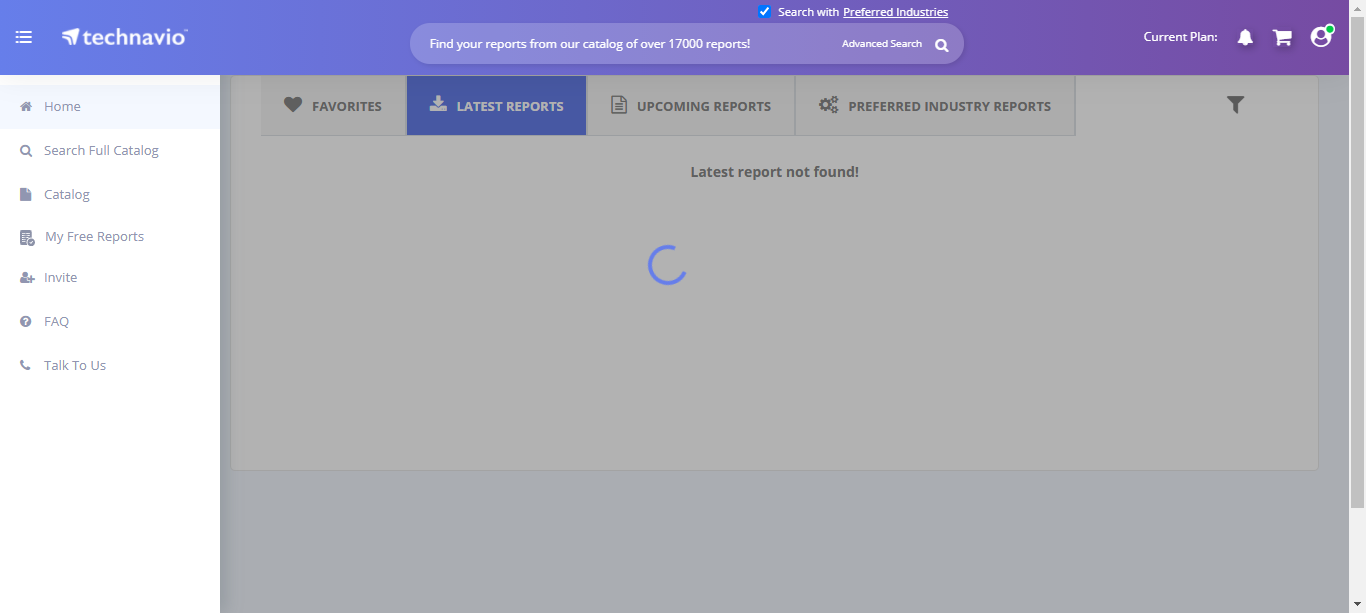 Search with Preferred Industries
technavio
Find your reports from our catalog of over 17000 reports!
Advanced Search
Current Plan:
Home
Search Full Catalog
Catalog
My Free Reports
Invite
FAQ
Talk To Us
FAVORITES
LATEST REPORTS
UPCOMING REPORTS
PREFERRED INDUSTRY REPORTS
Latest report not found!